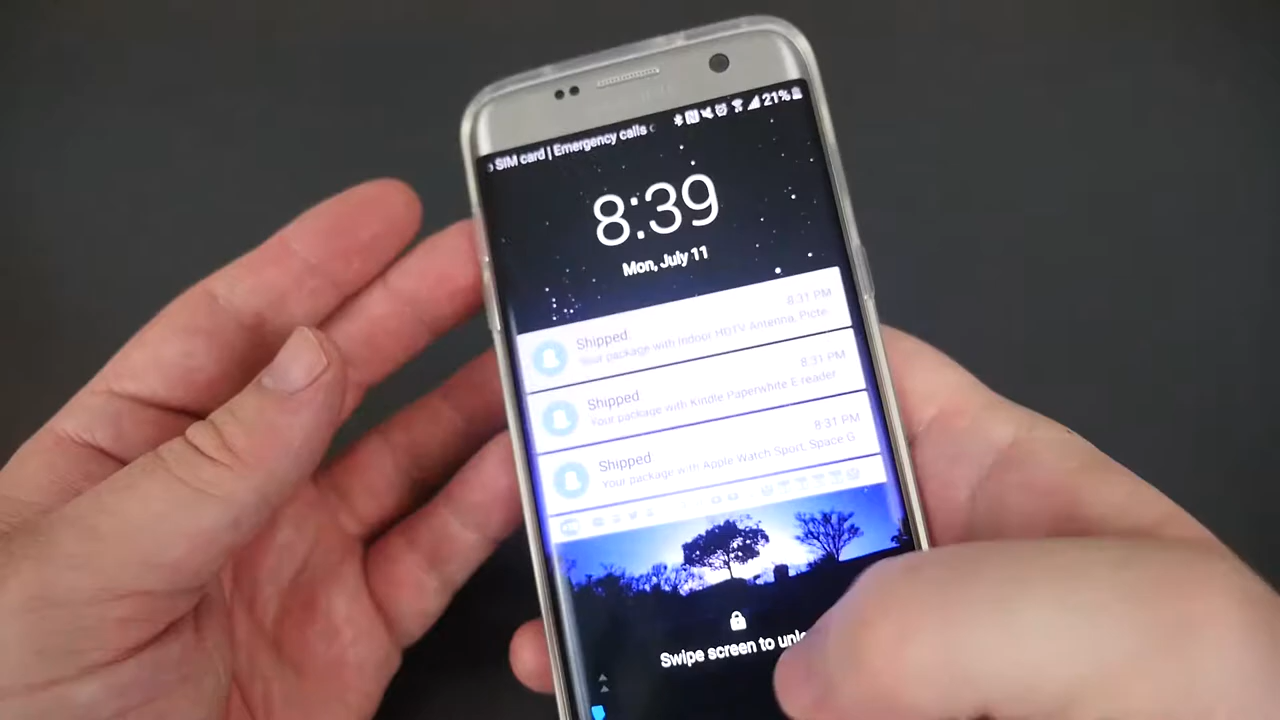 SIM card | Emergency calls
21%
8:39
Mon, July 11
8:31 PM
Shipped
Your package with Indoor HDTV Antenna, Picte
8:31 PM
Shipped
Your package with Kindle Paperwhite E reader
8:31 PM
Shipped
Your package with Apple Watch Sport, Space G
Swipe screen to unlo